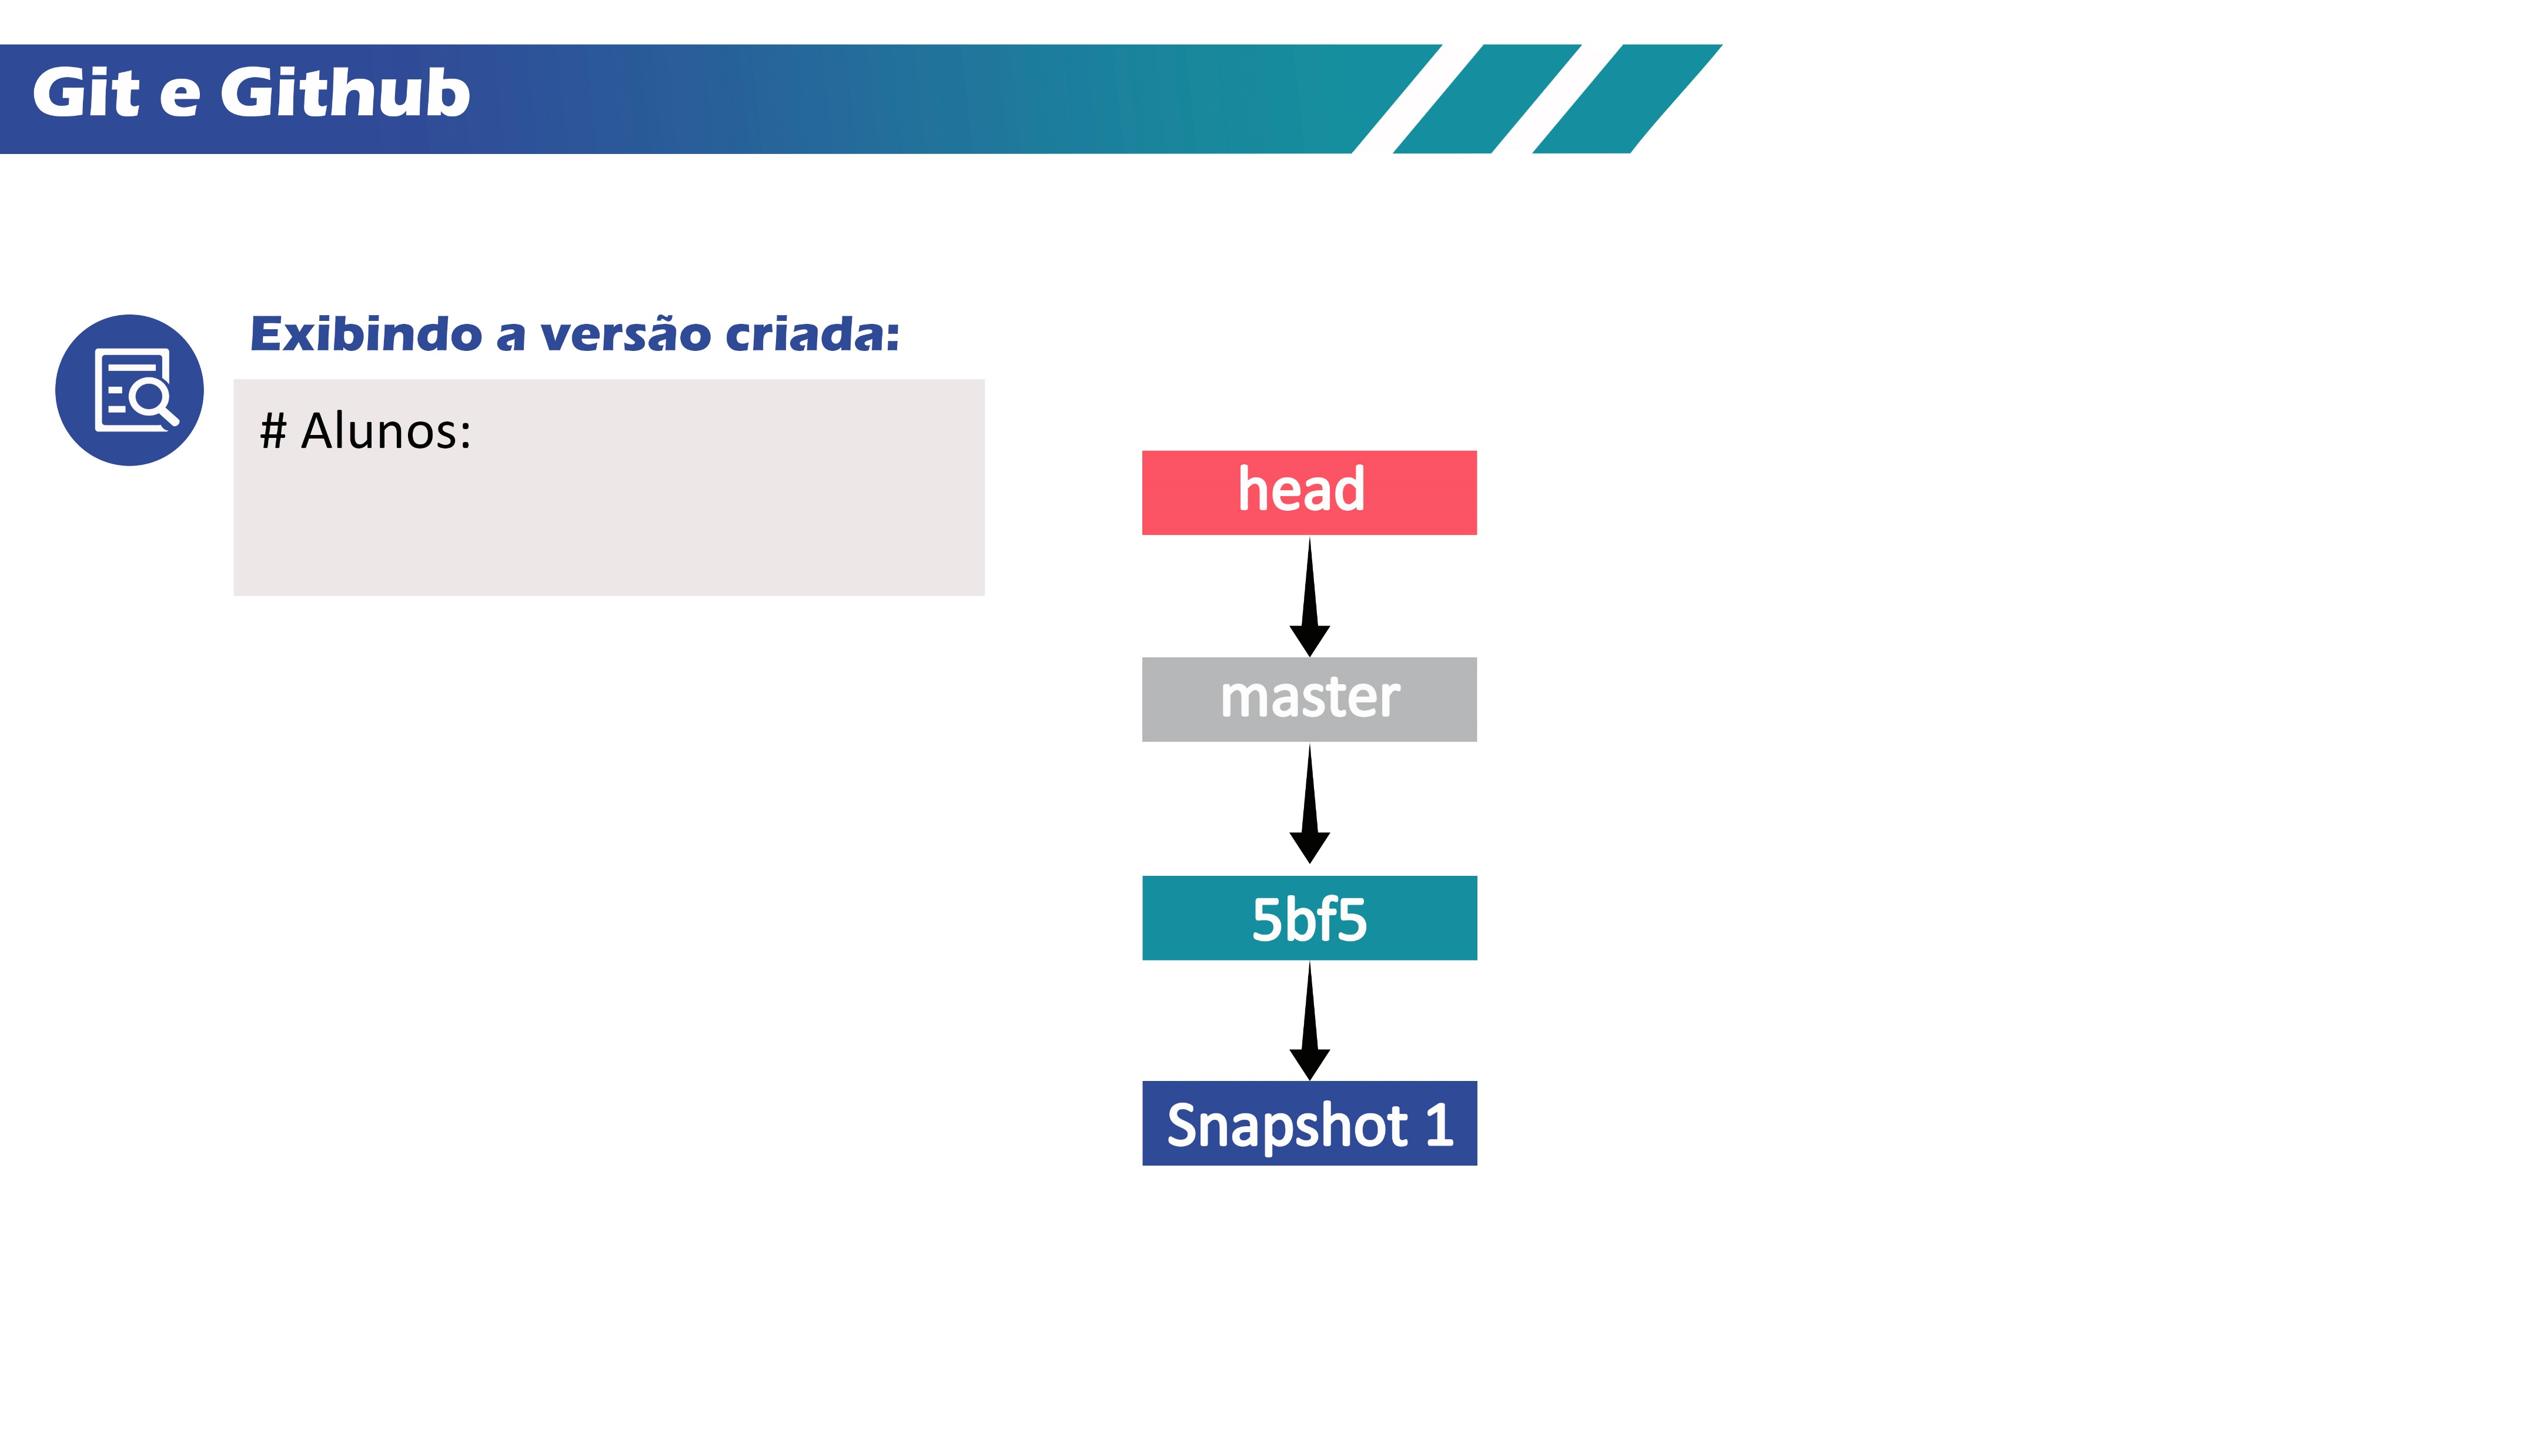 Git e Github
Exibindo a versão criada:
# Alunos:
head
master
5bf5
Snapshot 1